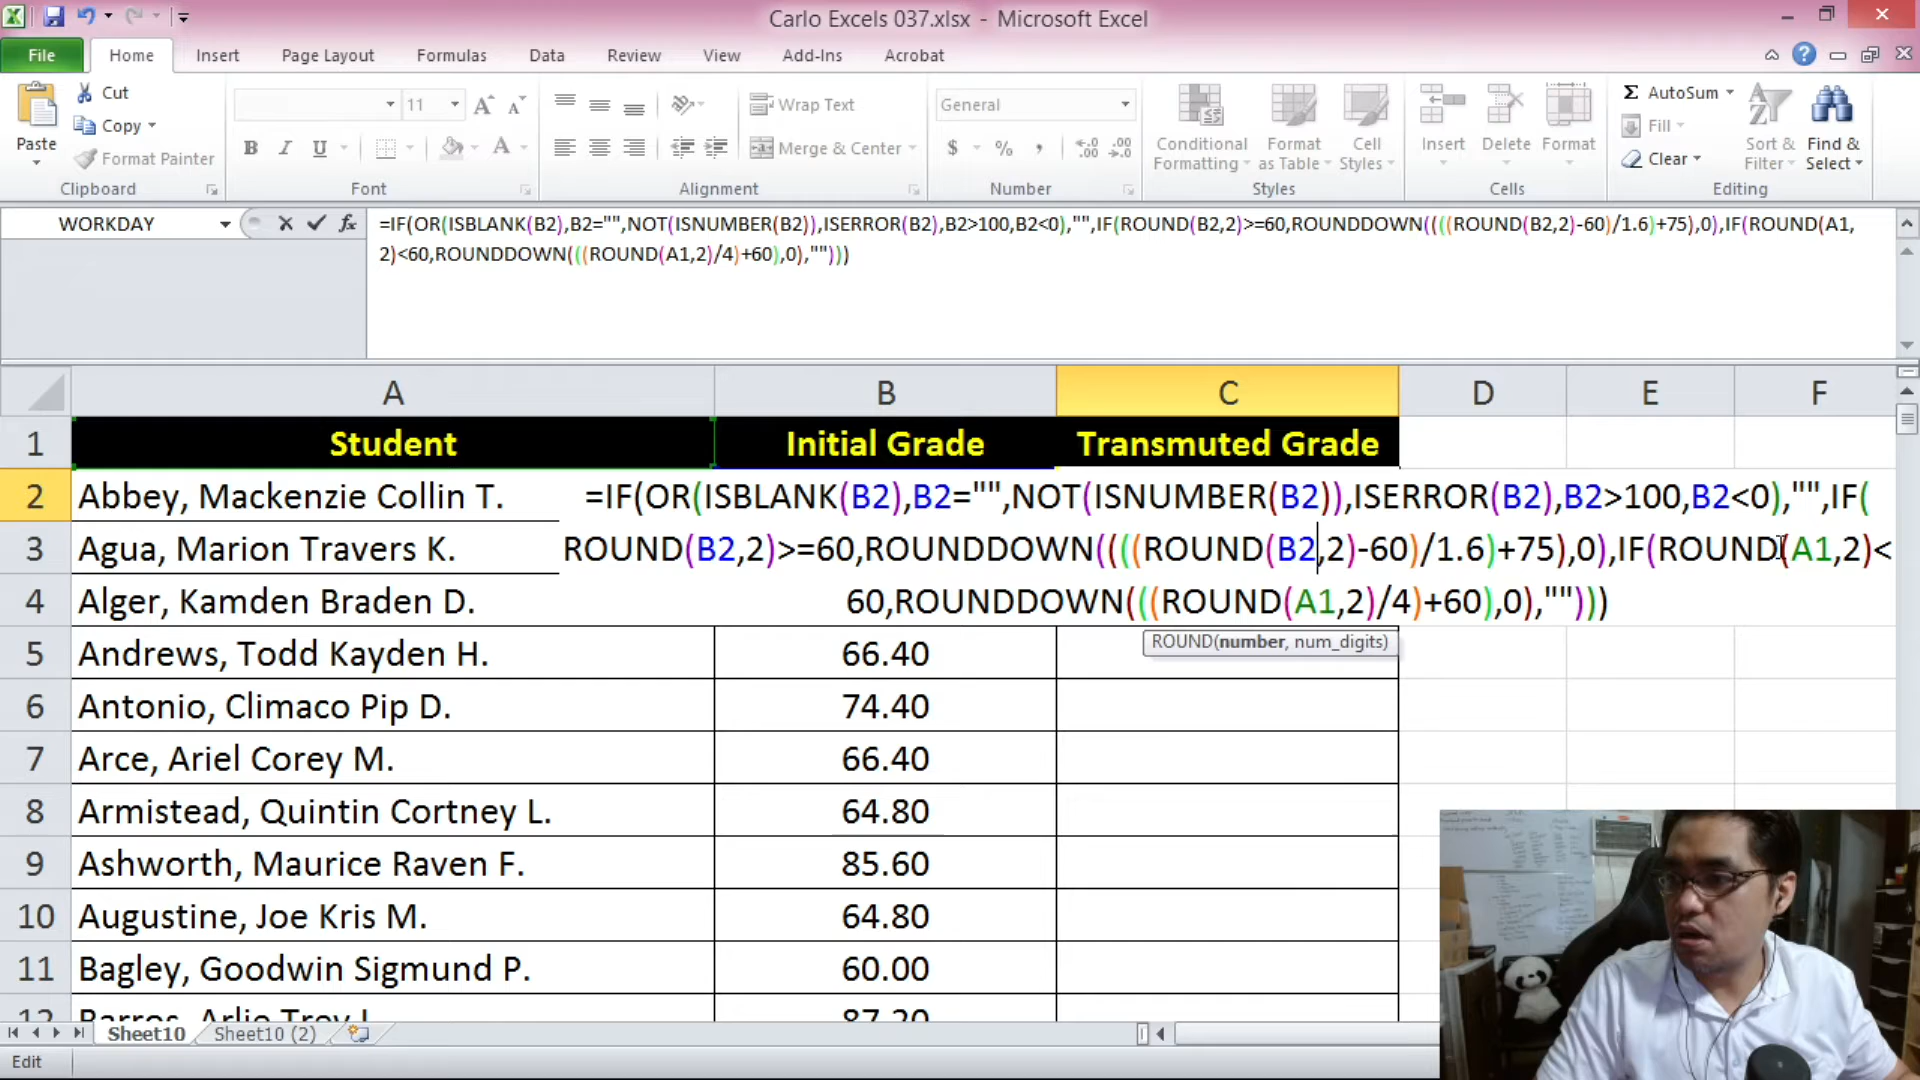 Carlo Excels 037.xlsx - Microsoft Excel
File Home Insert Page Layout Formulas Data Review View Add-Ins Acrobat
Paste
Cut
Copy
Format Painter
Clipboard
11
B I U
Font
Wrap Text
Merge & Center
Alignment
General
$ % ,
Number
Conditional Formatting
Format as Table
Cell Styles
Styles
Insert
Delete
Format
Cells
Σ AutoSum
Fill
Clear
Sort & Filter
Find & Select
Editing
WORKDAY
fx
=IF(OR(ISBLANK(B2),B2="",NOT(ISNUMBER(B2)),ISERROR(B2),B2>100,B2<0),"",IF(ROUND(B2,2)>=60,ROUNDDOWN((((ROUND(B2,2)-60)/1.6)+75),0),IF(ROUND(A1,
2)<60,ROUNDDOWN(((ROUND(A1,2)/4)+60),0),"")))
A B C D E F
1 Student Initial Grade Transmuted Grade
2 Abbey, Mackenzie Collin T. =IF(OR(ISBLANK(B2),B2="",NOT(ISNUMBER(B2)),ISERROR(B2),B2>100,B2<0),"",IF(
3 Agua, Marion Travers K. ROUND(B2,2)>=60,ROUNDDOWN((((ROUND(B2,2)-60)/1.6)+75),0),IF(ROUND(A1,2)<
4 Alger, Kamden Braden D. 60,ROUNDDOWN(((ROUND(A1,2)/4)+60),0),"")))
ROUND(number, num_digits)
5 Andrews, Todd Kayden H. 66.40
6 Antonio, Climaco Pip D. 74.40
7 Arce, Ariel Corey M. 66.40
8 Armistead, Quintin Cortney L. 64.80
9 Ashworth, Maurice Raven F. 85.60
10 Augustine, Joe Kris M. 64.80
11 Bagley, Goodwin Sigmund P. 60.00
12 Barros, Arlie Troy L. 87.20
Sheet10 Sheet10 (2)
Edit